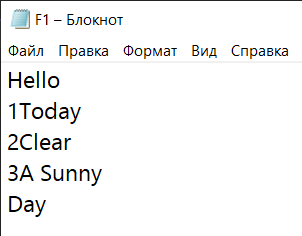 F1 – Блокнот
Файл Правка Формат Вид Справка
Hello
1Today
2Clear
3A Sunny
Day